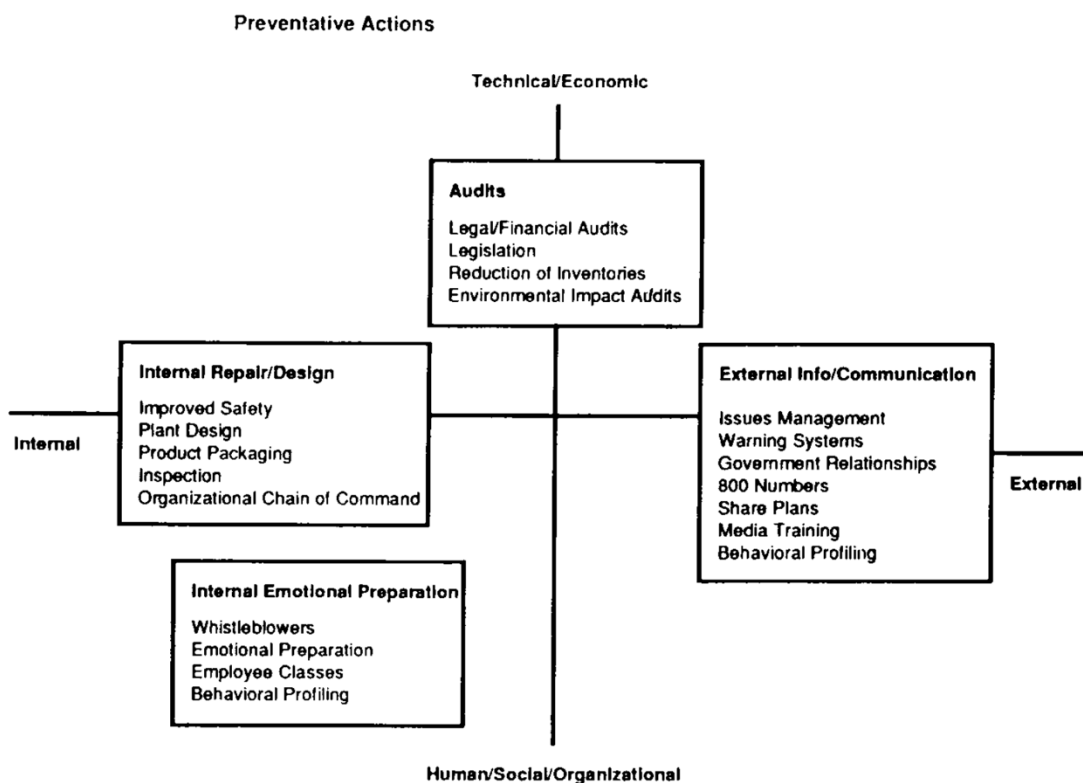 Preventative Actions
Technical/Economic
Audits
Legal/Financial Audits
Legislation
Reduction of Inventories
Environmental Impact Audits
Internal Repair/Design
Improved Safety
Plant Design
Product Packaging
Inspection
Organizational Chain of Command
Internal
External Info/Communication
Issues Management
Warning Systems
Government Relationships
800 Numbers
Share Plans
Media Training
Behavioral Profiling
External
Internal Emotional Preparation
Whistleblowers
Emotional Preparation
Employee Classes
Behavioral Profiling
Human/Social/Organizational